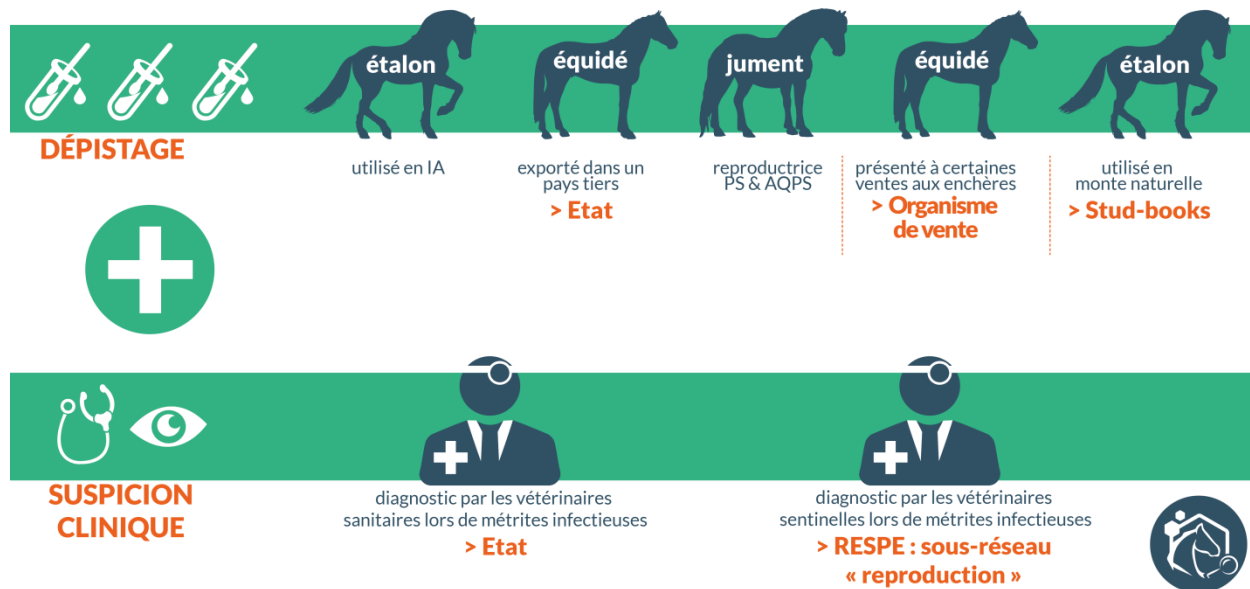 étalon
équidé
jument
équidé
étalon
DÉPISTAGE
utilisé en IA
exporté dans un
pays tiers
> Etat
reproductrice
PS & AQPS
présenté à certaines
ventes aux enchères
> Organisme
de vente
utilisé en
monte naturelle
> Stud-books
SUSPICION
CLINIQUE
diagnostic par les vétérinaires
sanitaires lors de métrites infectieuses
> Etat
diagnostic par les vétérinaires
sentinelles lors de métrites infectieuses
> RESPE : sous-réseau
« reproduction »